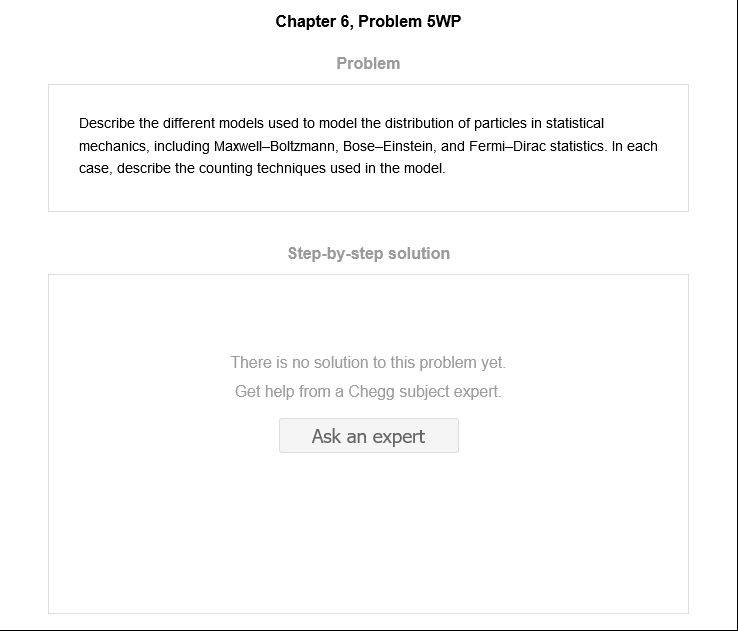 Chapter 6, Problem 5WP
Problem
Describe the different models used to model the distribution of particles in statistical
mechanics, including Maxwell–Boltzmann, Bose–Einstein, and Fermi–Dirac statistics. In each
case, describe the counting techniques used in the model.
Step-by-step solution
There is no solution to this problem yet.
Get help from a Chegg subject expert.
Ask an expert